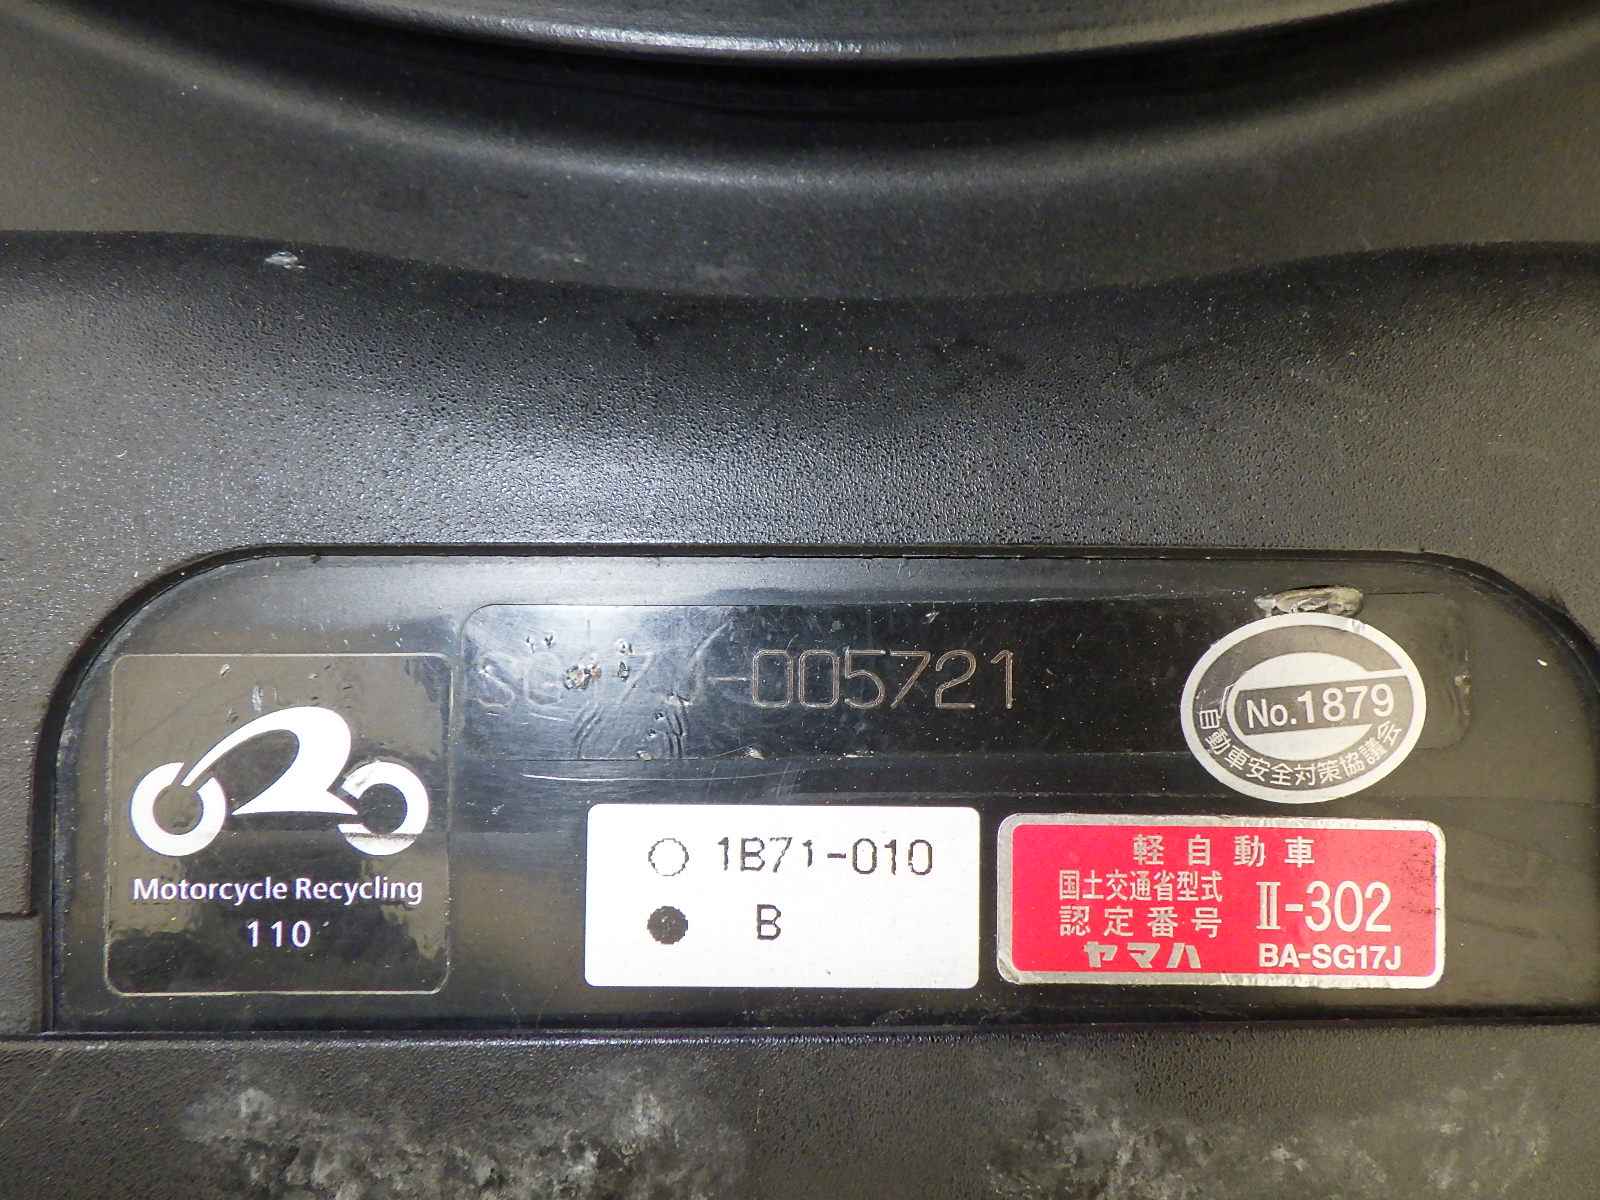 SG17J-005721
No.1879
自動車安全対策協議会
Motorcycle Recycling
110
1B71-010
B
軽自動車
国土交通省型式
認定番号
Ⅱ-302
ヤマハ
BA-SG17J